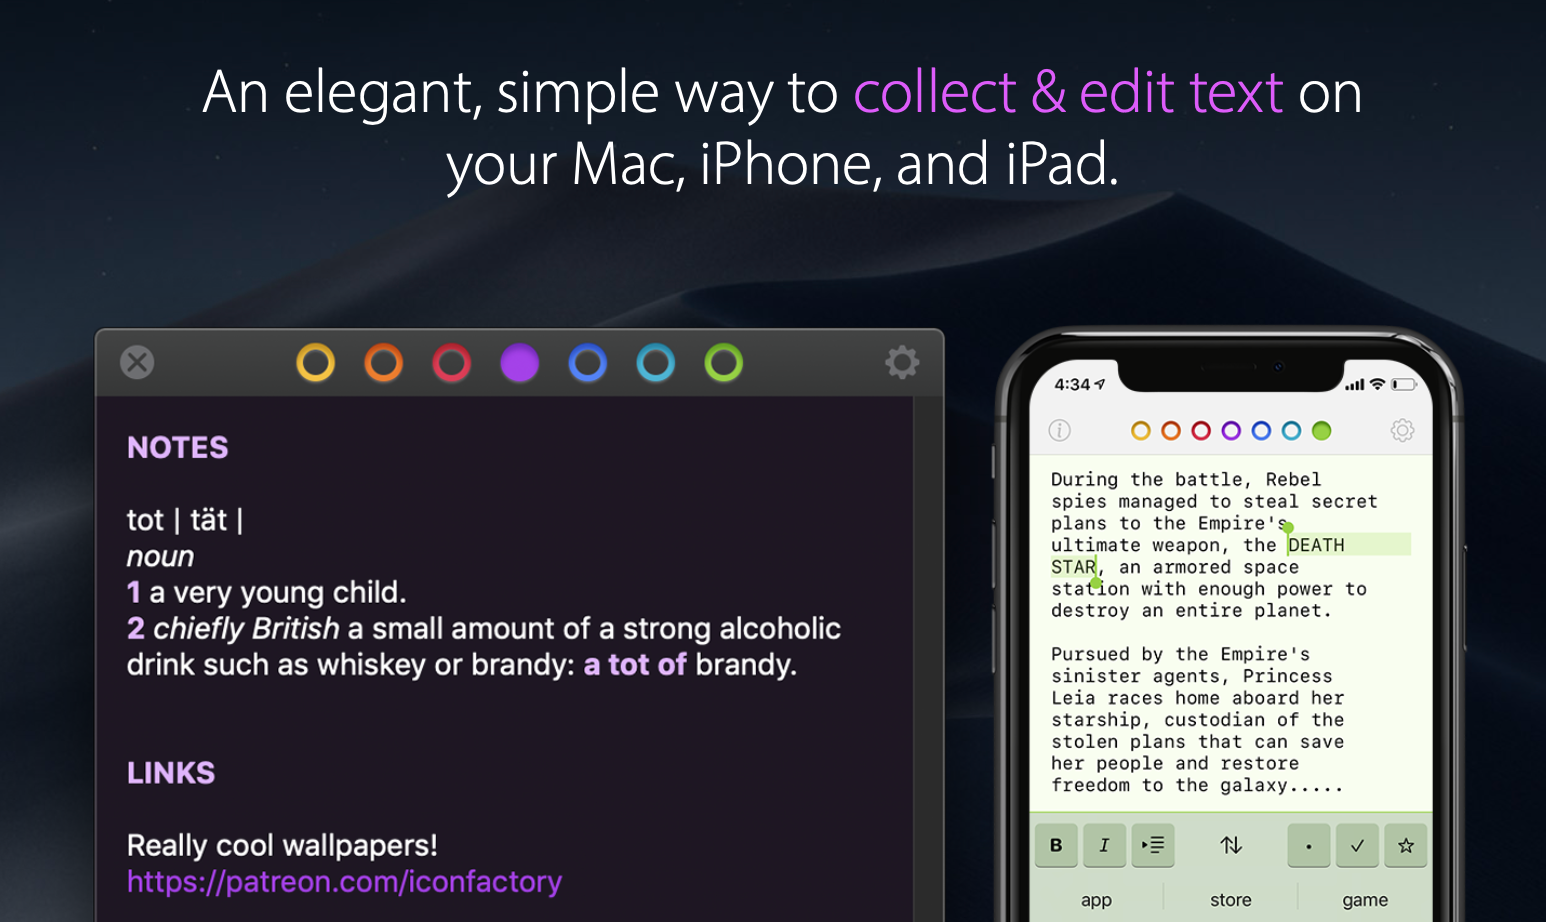 An elegant, simple way to collect & edit text on
your Mac, iPhone, and iPad.
NOTES
tot | tät |
noun
1 a very young child.
2 chiefly British a small amount of a strong alcoholic
drink such as whiskey or brandy: a tot of brandy.
LINKS
Really cool wallpapers!
https://patreon.com/iconfactory
4:34
During the battle, Rebel
spies managed to steal secret
plans to the Empire's
ultimate weapon, the DEATH
STAR, an armored space
station with enough power to
destroy an entire planet.
Pursued by the Empire's
sinister agents, Princess
Leia races home aboard her
starship, custodian of the
stolen plans that can save
her people and restore
freedom to the galaxy.....
B I
app store game